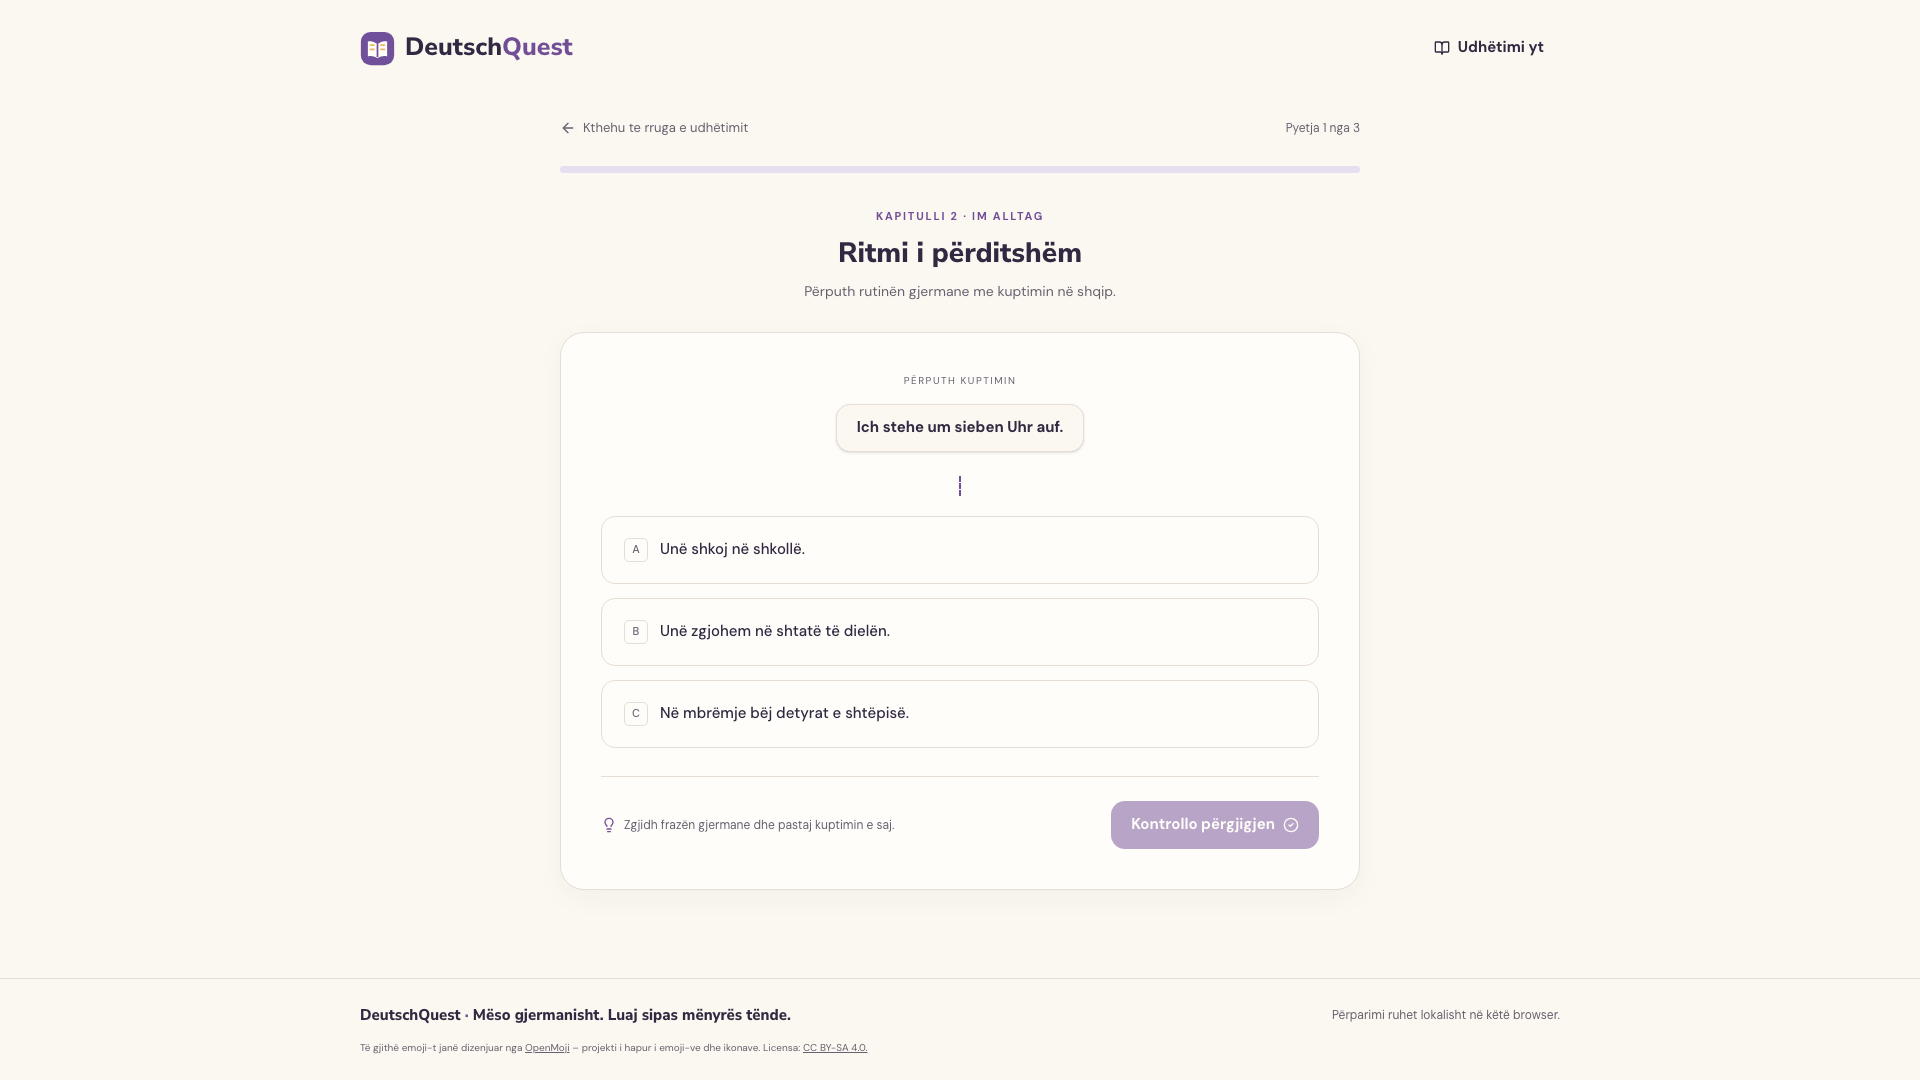 DeutschQuest
Udhëtimi yt
Kthehu te rruga e udhëtimit
Pyetja 1 nga 3
KAPITULLI 2 · IM ALLTAG
Ritmi i përditshëm
Përputh rutinën gjermane me kuptimin në shqip.
PËRPUTH KUPTIMIN
Ich stehe um sieben Uhr auf.
A Unë shkoj në shkollë.
B Unë zgjohem në shtatë të dielën.
C Në mbrëmje bëj detyrat e shtëpisë.
Zgjidh frazën gjermane dhe pastaj kuptimin e saj.
Kontrollo përgjigjen
DeutschQuest · Mëso gjermanisht. Luaj sipas mënyrës tënde.
Përparimi ruhet lokalisht në këtë browser.
Të gjithë emoji-t janë dizenjuar nga OpenMoji – projekti i hapur i emoji-ve dhe ikonave. Licensa: CC BY-SA 4.0.